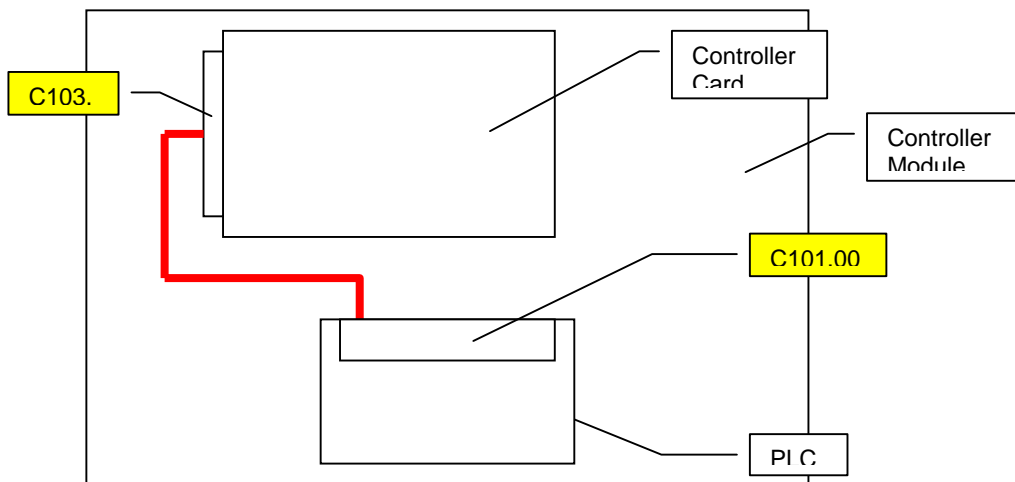 Controller
Card
C103.
Controller
Module
C101.00
PLC